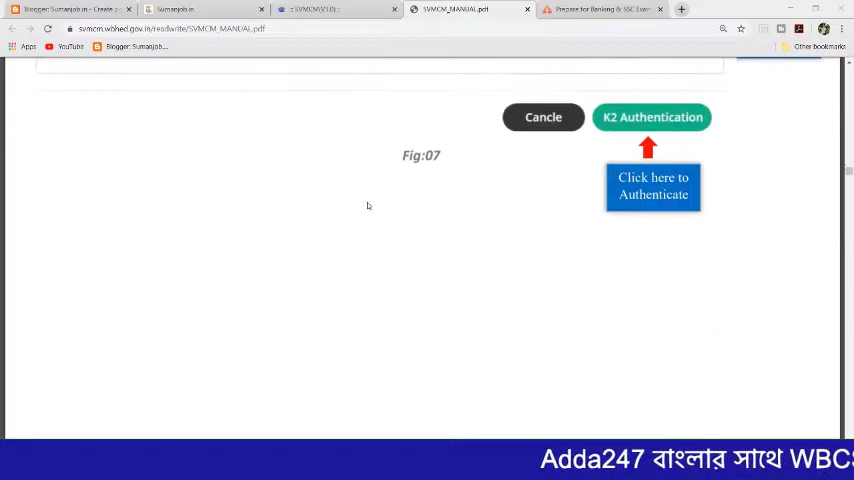 Blogger: Sumanjob.in - Create p
Sumanjob.in
:: SVMCM(V3.0) ::
SVMCM_MANUAL.pdf
Prepare for Banking & SSC Exam
svmcm.wbhed.gov.in/readwrite/SVMCM_MANUAL.pdf
Apps
YouTube
Blogger: Sumanjob....
Other bookmarks
Cancle
K2 Authentication
Fig:07
Click here to
Authenticate
Adda247 বাংলার সাথে WBCS